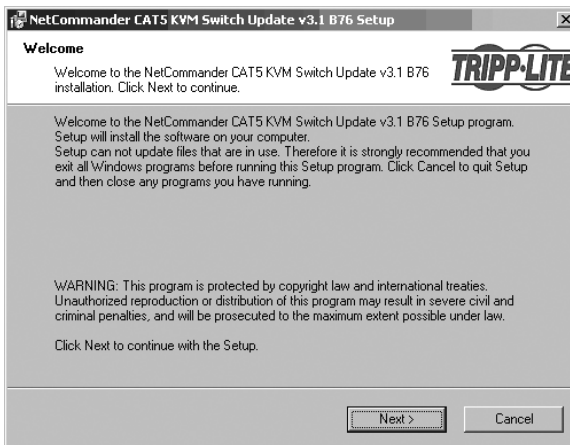 NetCommander CAT5 KVM Switch Update v3.1 B76 Setup
Welcome
Welcome to the NetCommander CAT5 KVM Switch Update v3.1 B76
installation. Click Next to continue.
TRIPP·LITE
Welcome to the NetCommander CAT5 KVM Switch Update v3.1 B76 Setup program.
Setup will install the software on your computer.
Setup can not update files that are in use. Therefore it is strongly recommended that you
exit all Windows programs before running this Setup program. Click Cancel to quit Setup
and then close any programs you have running.
WARNING: This program is protected by copyright law and international treaties.
Unauthorized reproduction or distribution of this program may result in severe civil and
criminal penalties, and will be prosecuted to the maximum extent possible under law.
Click Next to continue with the Setup.
Next >
Cancel